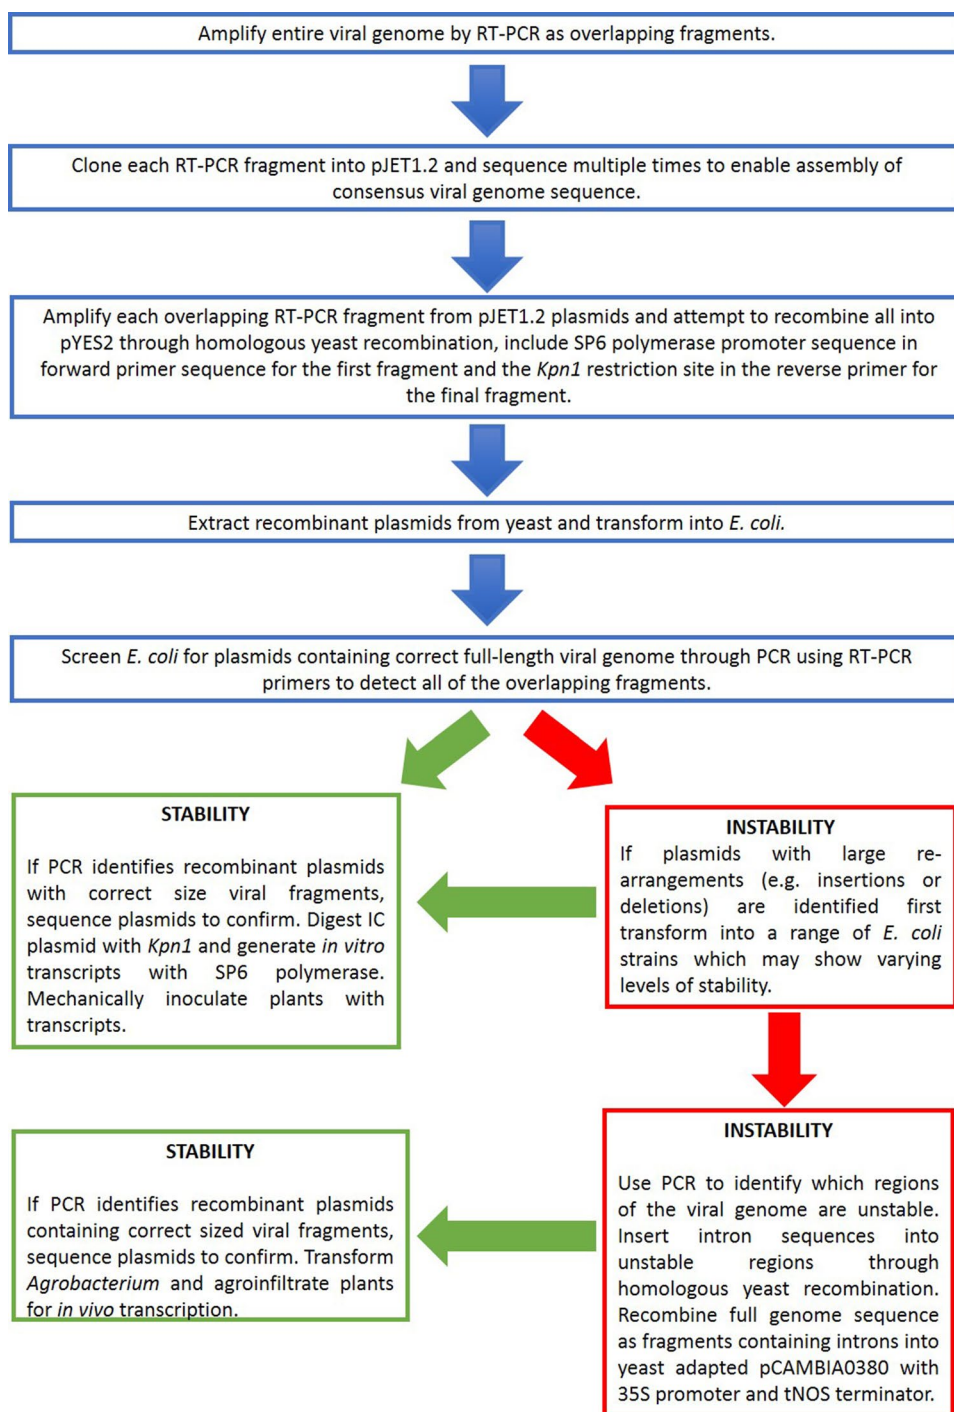 Amplify entire viral genome by RT-PCR as overlapping fragments.
Clone each RT-PCR fragment into pJET1.2 and sequence multiple times to enable assembly of
consensus viral genome sequence.
Amplify each overlapping RT-PCR fragment from pJET1.2 plasmids and attempt to recombine all into
pYES2 through homologous yeast recombination, include SP6 polymerase promoter sequence in
forward primer sequence for the first fragment and the Kpn1 restriction site in the reverse primer for
the final fragment.
Extract recombinant plasmids from yeast and transform into E. coli.
Screen E. coli for plasmids containing correct full-length viral genome through PCR using RT-PCR
primers to detect all of the overlapping fragments.
STABILITY
If PCR identifies recombinant plasmids
with correct size viral fragments,
sequence plasmids to confirm. Digest IC
plasmid with Kpn1 and generate in vitro
transcripts with SP6 polymerase.
Mechanically inoculate plants with
transcripts.
INSTABILITY
If plasmids with large re-
arrangements (e.g. insertions or
deletions) are identified first
transform into a range of E. coli
strains which may show varying
levels of stability.
STABILITY
If PCR identifies recombinant plasmids
containing correct sized viral fragments,
sequence plasmids to confirm. Transform
Agrobacterium and agroinfiltrate plants
for in vivo transcription.
INSTABILITY
Use PCR to identify which regions
of the viral genome are unstable.
Insert intron sequences into
unstable regions through
homologous yeast recombination.
Recombine full genome sequence
as fragments containing introns into
yeast adapted pCAMBIA0380 with
35S promoter and tNOS terminator.